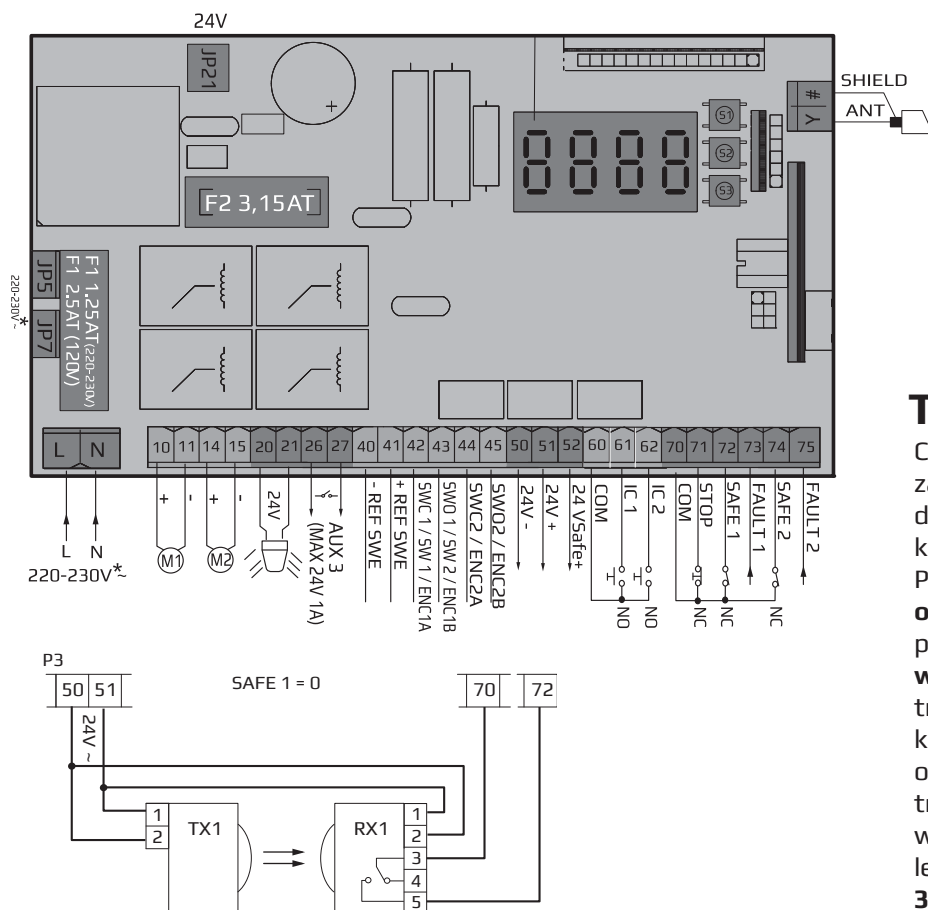 24V
JP21
F2 3,15AT
S1
S2
S3
#
Y
SHIELD
ANT
JP5
JP7
220-230V~
*
F1 1.25AT(220-230V)
F1 2.5AT (120V)
L N
10 11 14 15 20 21 26 27 40 41 42 43 44 45 50 51 52 60 61 62 70 71 72 73 74 75
L N
220-230V*~
+ - + -
M1 M2
24V
AUX 3
(MAX 24V 1A)
- REF SWE
+ REF SWE
SWC 1 / SW 1 / ENC1A
SWO 1 / SW 2 / ENC1B
SWC2 / ENC2A
SWO2 / ENC2B
24V -
24V +
24 VSafe+
COM
IC 1
IC 2
NO
NO
COM
STOP
SAFE 1
FAULT 1
SAFE 2
FAULT 2
NC
NC
NC
P3
50 51
SAFE 1 = 0
70 72
24V ~
1
2
TX1
RX1
1
2
3
4
5
T
C
za
d
k
P
o
p
w
tr
k
o
tr
w
le
3